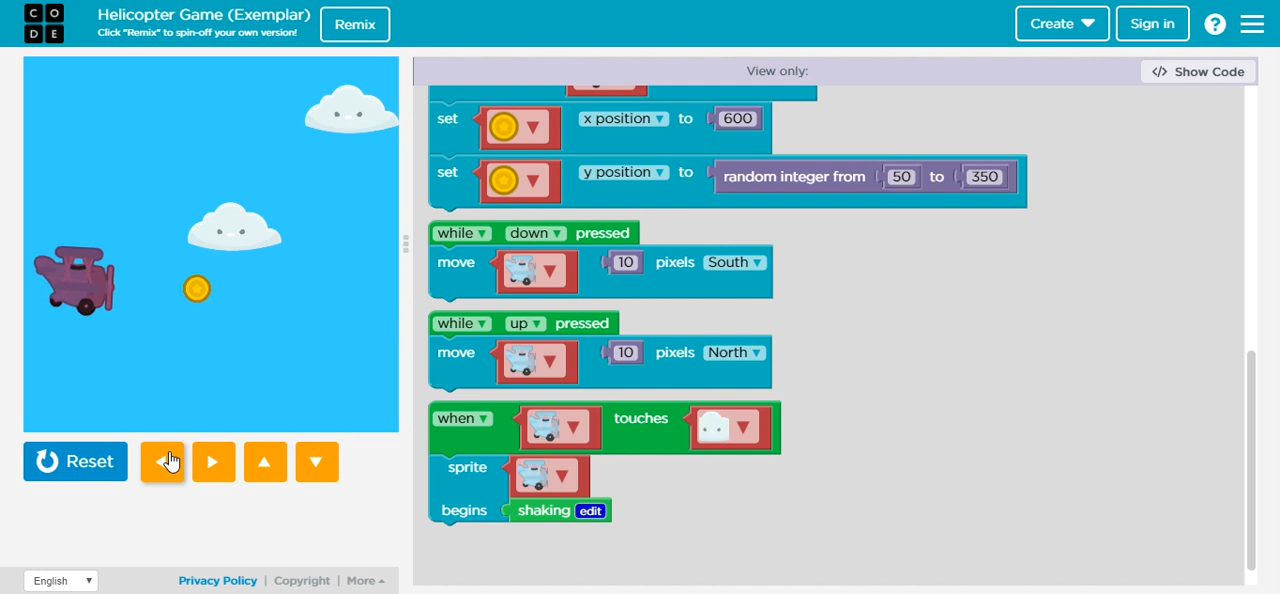 C O
D E
Helicopter Game (Exemplar)
Click "Remix" to spin-off your own version!
Remix
Create
Sign in
?
View only:
</> Show Code
set x position to 600
set y position to random integer from 50 to 350
while down pressed
move 10 pixels South
while up pressed
move 10 pixels North
when touches
sprite
begins shaking edit
Reset
English
Privacy Policy | Copyright | More